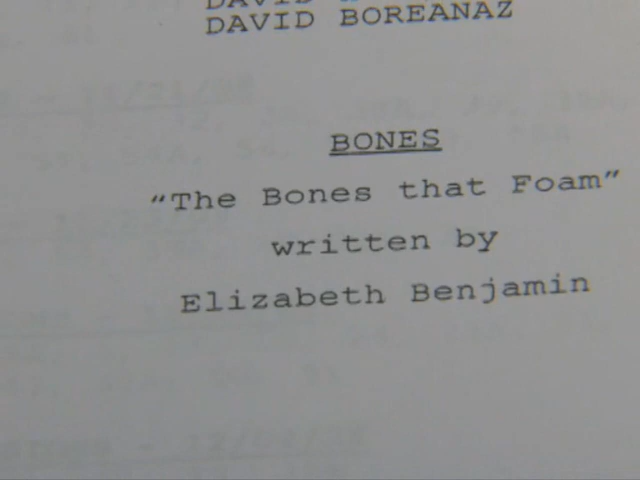 DAVID BOREANAZ
BONES
"The Bones that Foam"
written by
Elizabeth Benjamin